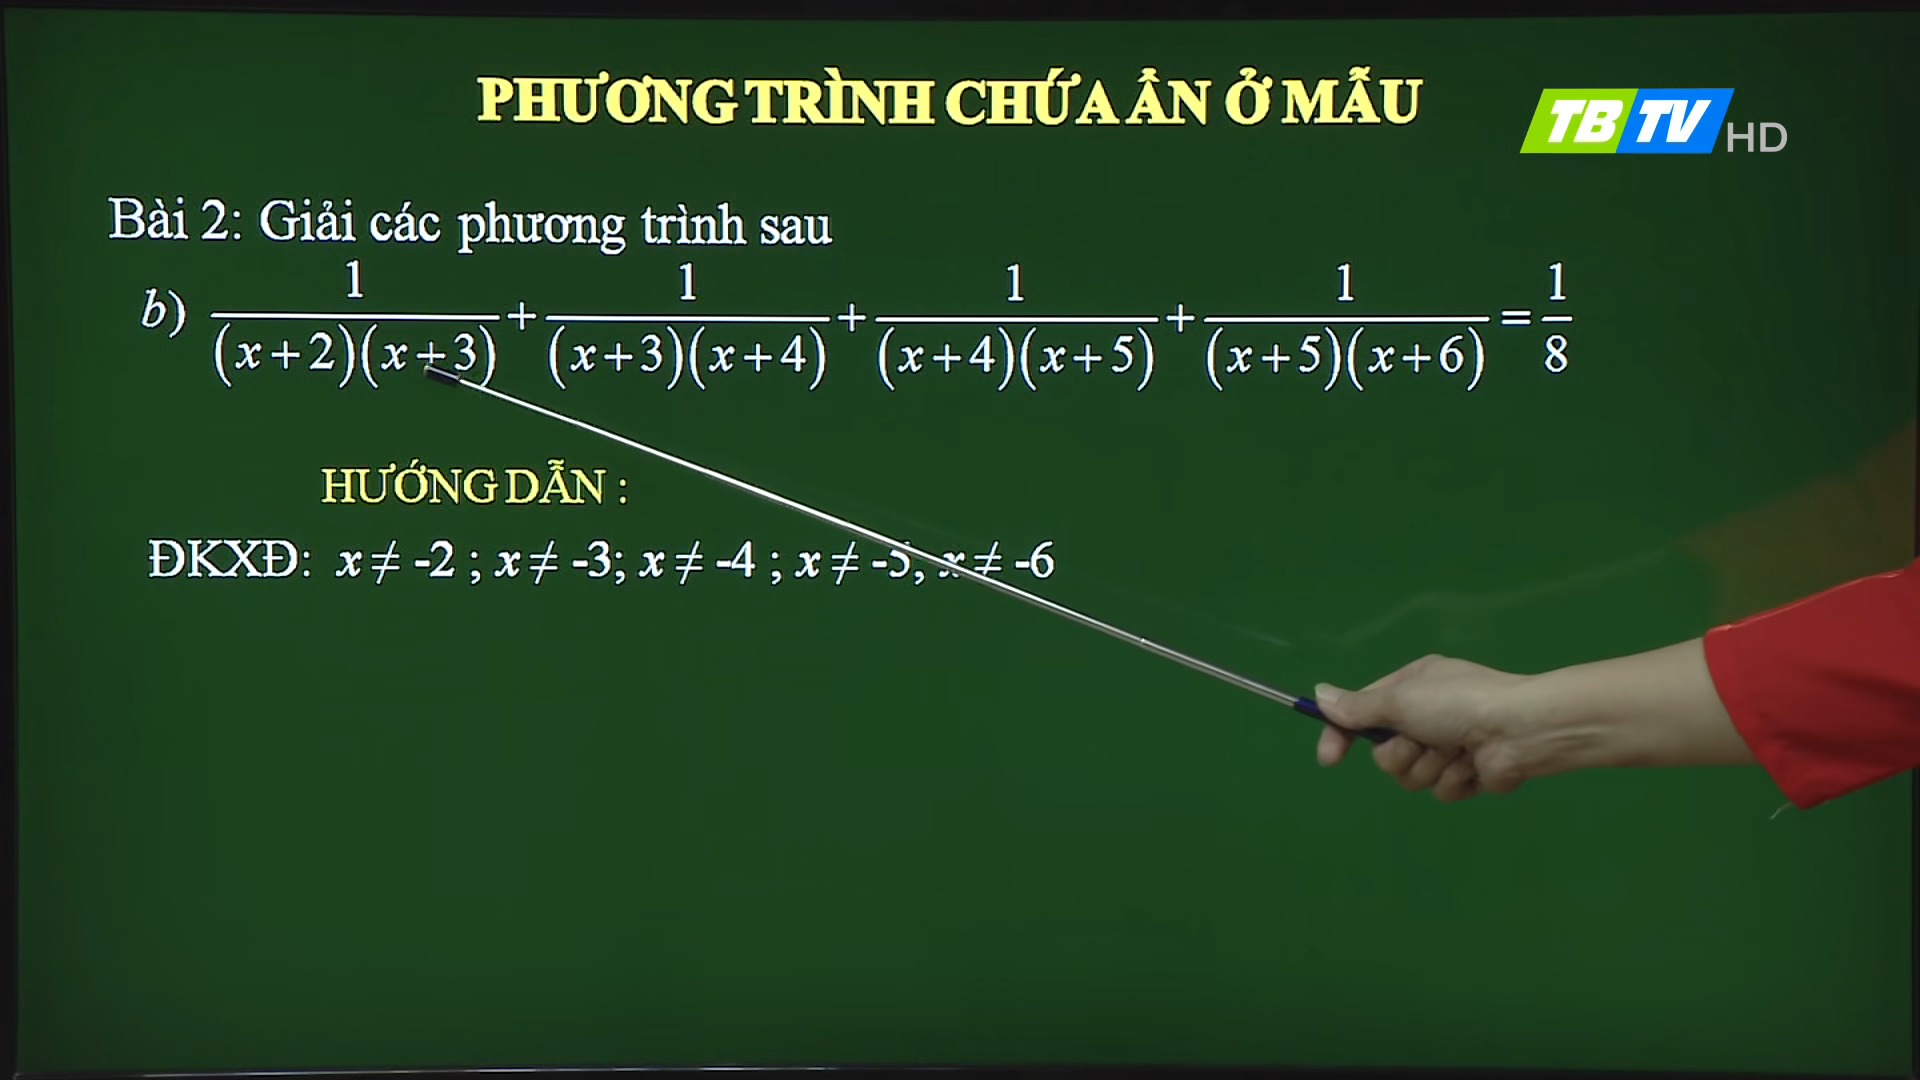 PHƯƠNG TRÌNH CHỨA ẨN Ở MẪU
TBTV HD
Bài 2: Giải các phương trình sau
b) 1/((x+2)(x+3)) + 1/((x+3)(x+4)) + 1/((x+4)(x+5)) + 1/((x+5)(x+6)) = 1/8
HƯỚNG DẪN :
ĐKXĐ: x ≠ -2 ; x ≠ -3; x ≠ -4 ; x ≠ -5; x ≠ -6